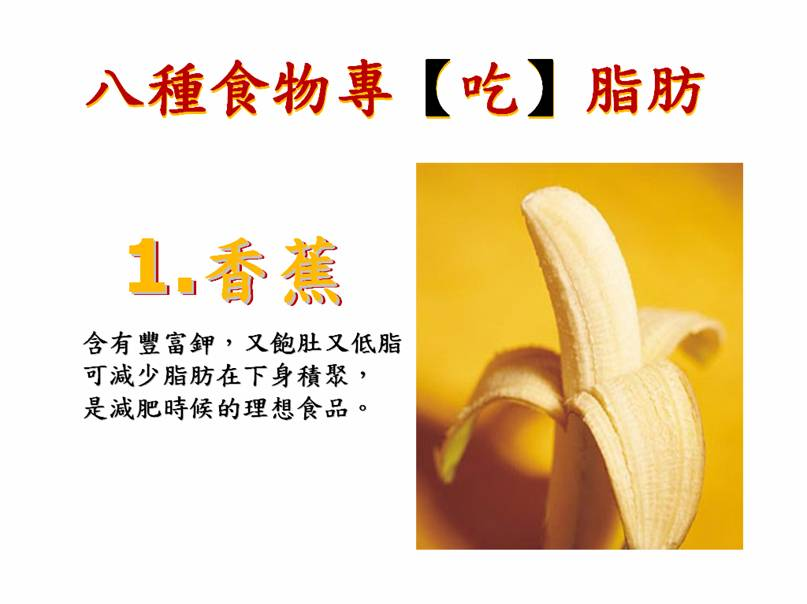 八種食物專【吃】脂肪
1.香蕉
含有豐富鉀，又飽肚又低脂
可減少脂肪在下身積聚，
是減肥時候的理想食品。